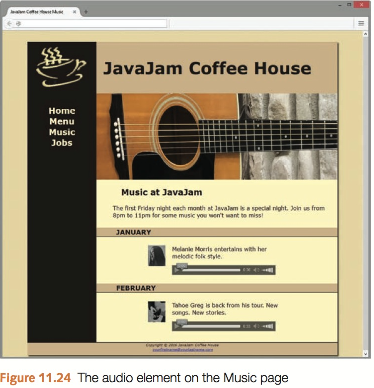 JavaJam Coffee House Music
JavaJam Coffee House
Home
Menu
Music
Jobs
Music at JavaJam
The first Friday night each month at JavaJam is a special night. Join us from
8pm to 11pm for some music you won't want to miss!
JANUARY
Melanie Morris entertains with her
melodic folk style.
FEBRUARY
Tahoe Greg is back from his tour. New
songs. New stories.
Copyright © 2016 JavaJam Coffee House
Figure 11.24 The audio element on the Music page